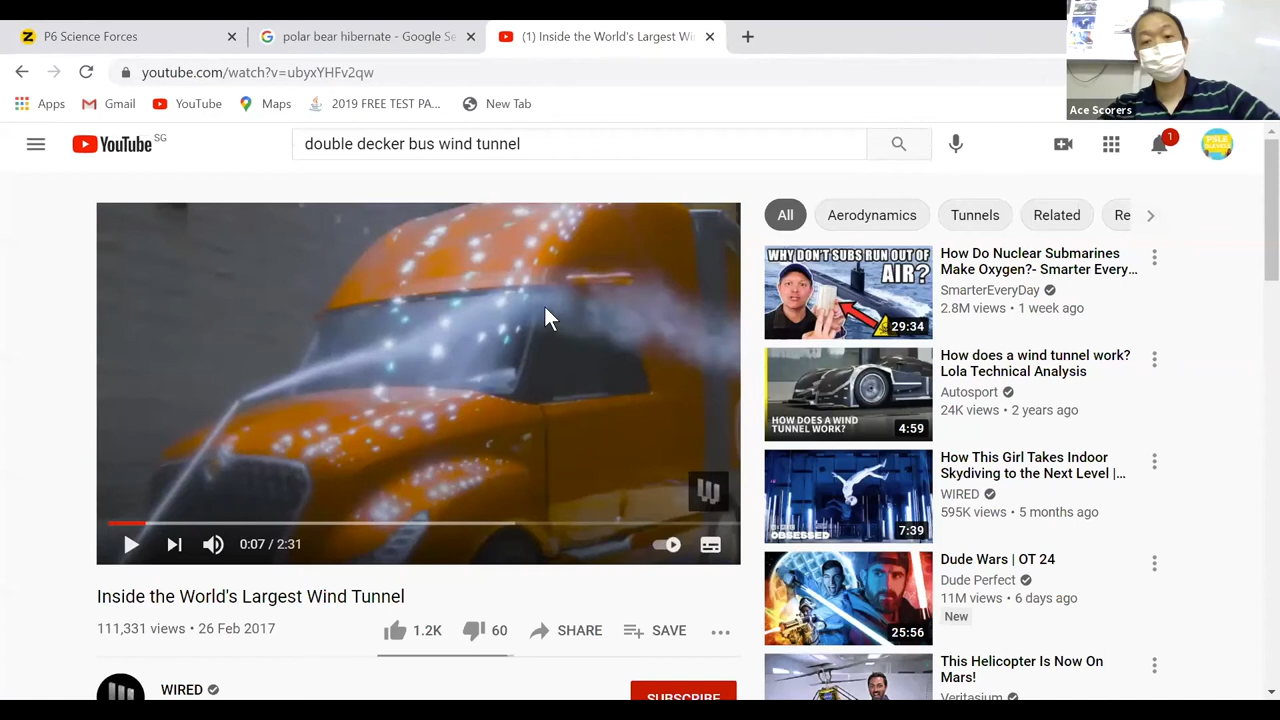 P6 Science Forces
polar bear hibern - Google Se
(1) Inside the World's Largest Wi
youtube.com/watch?v=ubyxYHFv2qw
Apps
Gmail
YouTube
Maps
2019 FREE TEST PA...
New Tab
Ace Scorers
YouTube SG
double decker bus wind tunnel
1
PSLE
OLEVELS
All
Aerodynamics
Tunnels
Related
Re
WHY DON'T SUBS RUN OUT OF
AIR?
29:34
How Do Nuclear Submarines
Make Oxygen?- Smarter Every...
SmarterEveryDay
2.8M views • 1 week ago
HOW DOES A WIND
TUNNEL WORK?
4:59
How does a wind tunnel work?
Lola Technical Analysis
Autosport
24K views • 2 years ago
OBSESSED
7:39
How This Girl Takes Indoor
Skydiving to the Next Level |...
WIRED
595K views • 5 months ago
25:56
Dude Wars | OT 24
Dude Perfect
11M views • 6 days ago
New
This Helicopter Is Now On
Mars!
Veritasium
W
0:07 / 2:31
Inside the World's Largest Wind Tunnel
111,331 views • 26 Feb 2017
1.2K
60
SHARE
SAVE
WIRED
SUBSCRIBE